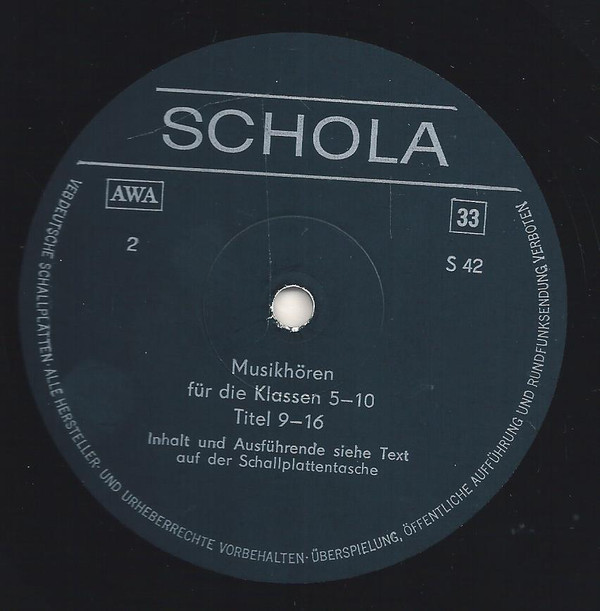 SCHOLA
AWA
33
2
S 42
Musikhören
für die Klassen 5–10
Titel 9–16
Inhalt und Ausführende siehe Text
auf der Schallplattentasche
VEB DEUTSCHE SCHALLPLATTEN · ALLE HERSTELLER- UND URHEBERRECHTE VORBEHALTEN · ÜBERSPIELUNG, ÖFFENTLICHE AUFFÜHRUNG UND RUNDFUNKSENDUNG VERBOTEN